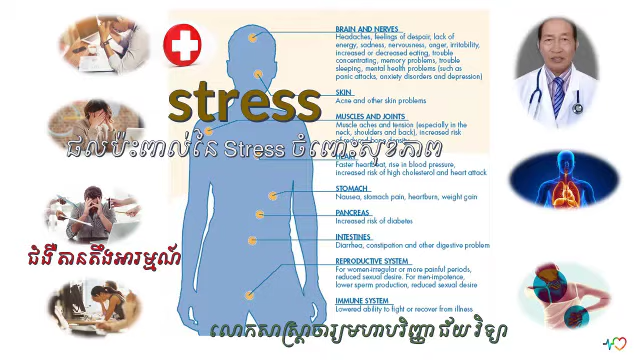 BRAIN AND NERVES
Headaches, feelings of despair, lack of
energy, sadness, nervousness, anger, irritability,
increased or decreased eating, trouble
concentrating, memory problems, trouble
sleeping, mental health problems (such as
panic attacks, anxiety disorders and depression)
SKIN
Acne and other skin problems
stress
MUSCLES AND JOINTS
Muscle aches and tension (especially in the
neck, shoulders and back), increased risk
of reduced bone density
ផលប៉ះពាល់នៃ Stress ចំពោះសុខភាព
HEART
Faster heartbeat, rise in blood pressure,
increased risk of high cholesterol and heart attack
STOMACH
Nausea, stomach pain, heartburn, weight gain
PANCREAS
Increased risk of diabetes
INTESTINES
Diarrhea, constipation and other digestive problem
ជំងឺតានតឹងអារម្មណ៍
REPRODUCTIVE SYSTEM
For women-irregular or more painful periods,
reduced sexual desire. For men-impotence,
lower sperm production, reduced sexual desire
IMMUNE SYSTEM
Lowered ability to fight or recover from illness
លោកសាស្ត្រាចារ្យមហាបរិញ្ញា ជ័យ វិទ្យា